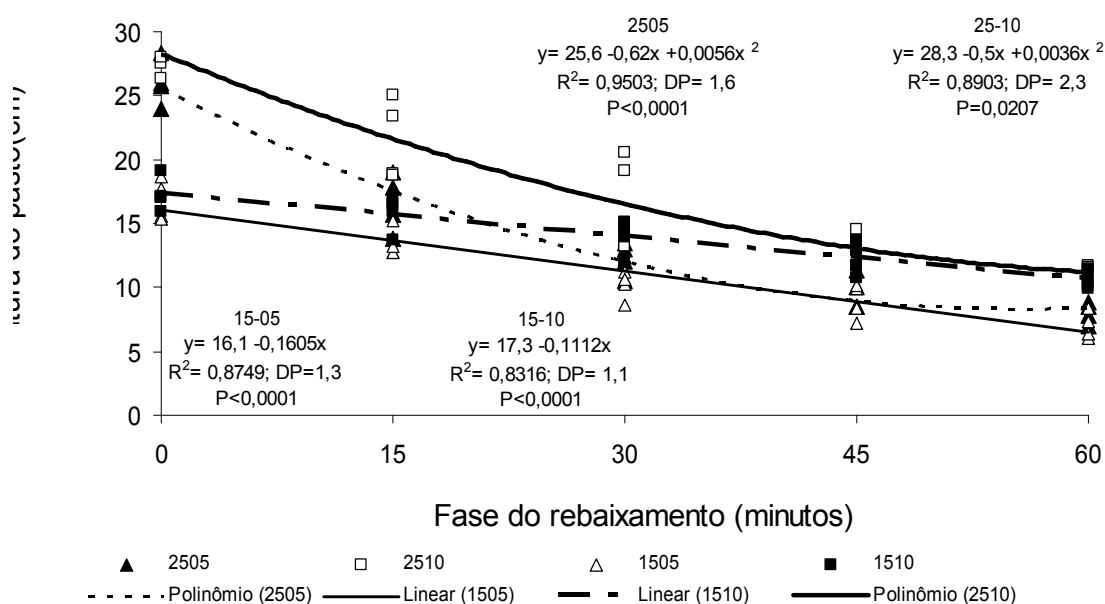 2505
y= 25,6 -0,62x +0,0056x 2
R2= 0,9503; DP= 1,6
P<0,0001
25-10
y= 28,3 -0,5x +0,0036x 2
R2= 0,8903; DP= 2,3
P=0,0207
30
25
20
15
10
5
0
do pasto(cm)
15-05
y= 16,1 -0,1605x
R2= 0,8749; DP=1,3
P<0,0001
15-10
y= 17,3 -0,1112x
R2= 0,8316; DP= 1,1
P<0,0001
0 15 30 45 60
Fase do rebaixamento (minutos)
2505 2510 1505 1510
Polinômio (2505) Linear (1505) Linear (1510) Polinômio (2510)